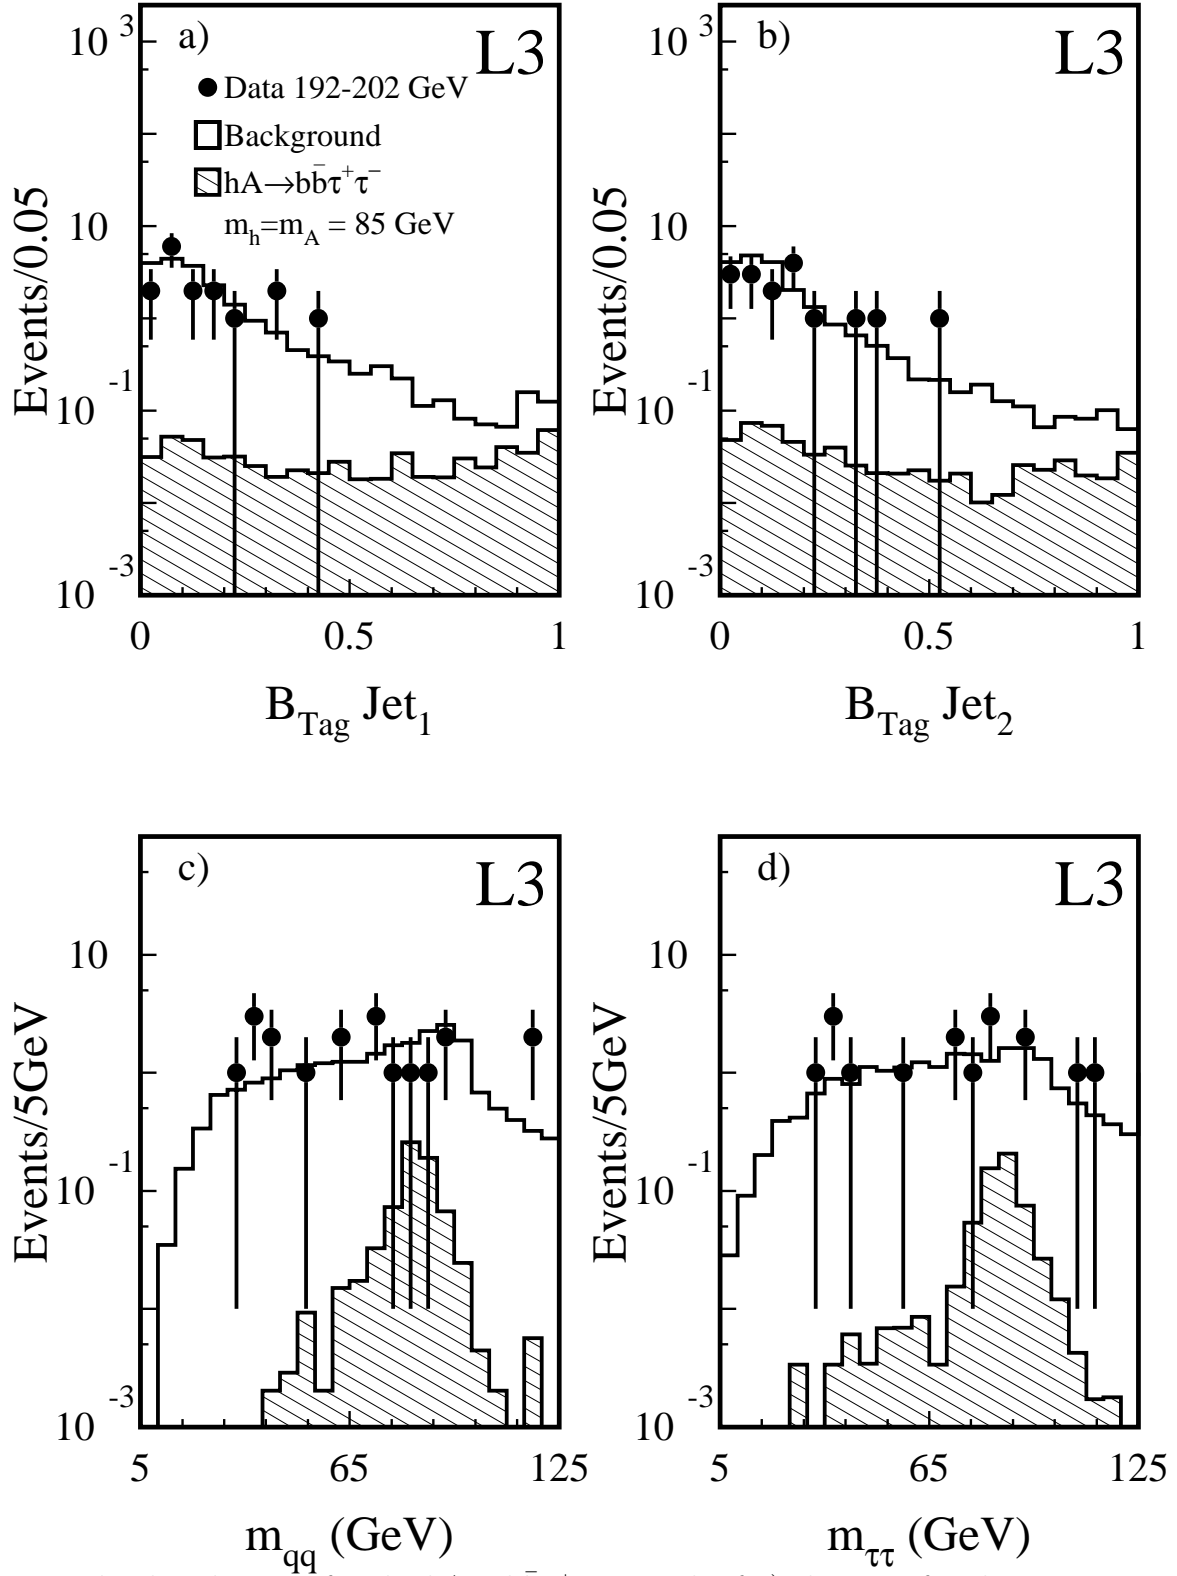 a)
L3
Data 192-202 GeV
Background
hA→bb̄τ⁺τ⁻
m_h=m_A = 85 GeV
Events/0.05
10³
10
10⁻¹
10⁻³
0 0.5 1
B_Tag Jet_1
b)
L3
Events/0.05
10³
10
10⁻¹
10⁻³
0 0.5 1
B_Tag Jet_2
c)
L3
Events/5GeV
10
10⁻¹
10⁻³
5 65 125
m_qq (GeV)
d)
L3
Events/5GeV
10
10⁻¹
10⁻³
5 65 125
m_ττ (GeV)